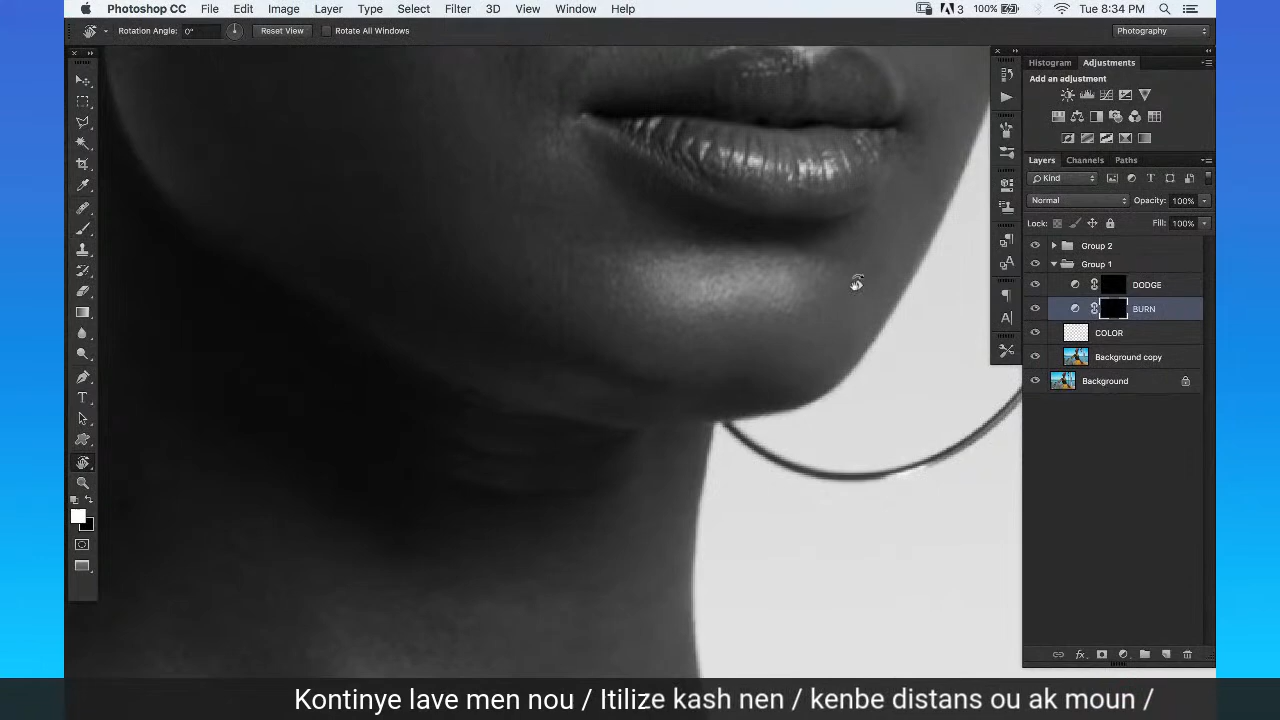 Photoshop CC File Edit Image Layer Type Select Filter 3D View Window Help 3 100% Tue 8:34 PM
Rotation Angle: 0° Reset View Rotate All Windows Photography
Histogram Adjustments
Add an adjustment
Layers Channels Paths
Kind
Normal Opacity: 100%
Lock: Fill: 100%
Group 2
Group 1
DODGE
BURN
COLOR
Background copy
Background
Kontinye lave men nou / Itilize kash nen / kenbe distans ou ak moun /